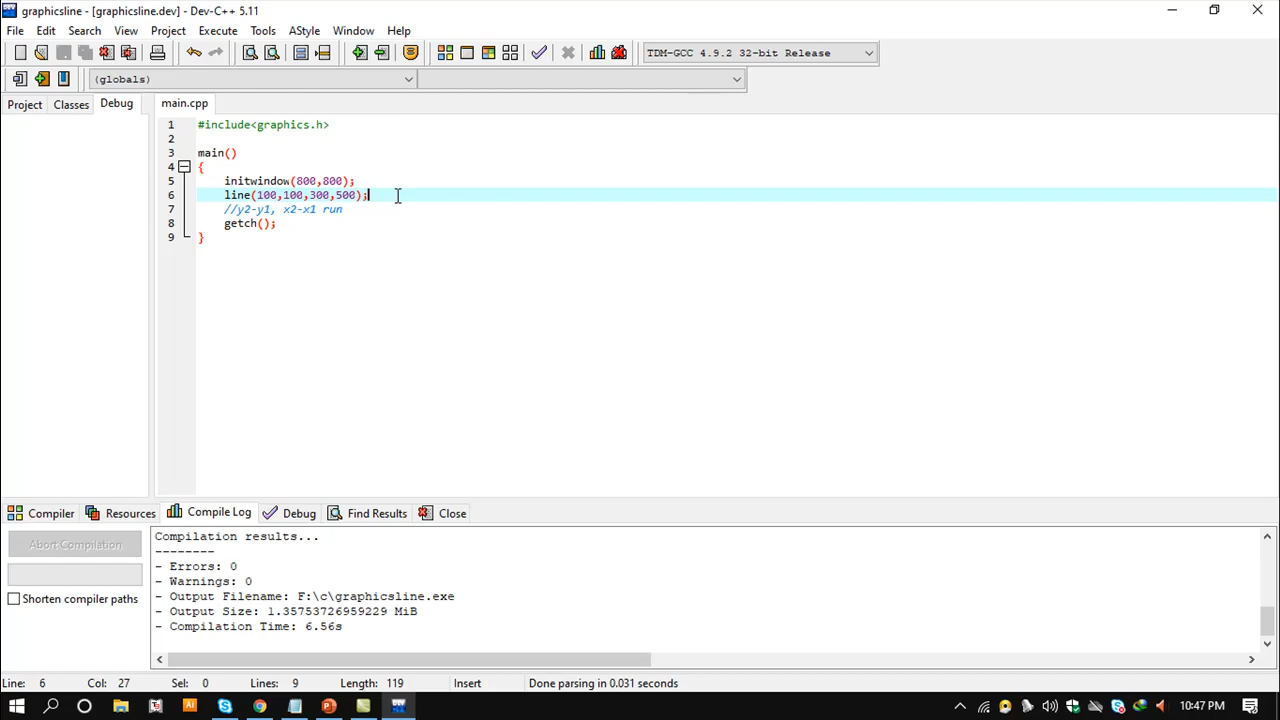 graphicsline - [graphicsline.dev] - Dev-C++ 5.11
File Edit Search View Project Execute Tools AStyle Window Help
TDM-GCC 4.9.2 32-bit Release
(globals)
Project Classes Debug main.cpp
1 #include<graphics.h>
2
3 main()
4 {
5 initwindow(800,800);
6 line(100,100,300,500);
7 //y2-y1, x2-x1 run
8 getch();
9 }
Compiler Resources Compile Log Debug Find Results Close
Abort Compilation
Shorten compiler paths
Compilation results...
--------
- Errors: 0
- Warnings: 0
- Output Filename: F:\c\graphicsline.exe
- Output Size: 1.35753726959229 MiB
- Compilation Time: 6.56s
Line: 6 Col: 27 Sel: 0 Lines: 9 Length: 119 Insert Done parsing in 0.031 seconds
10:47 PM